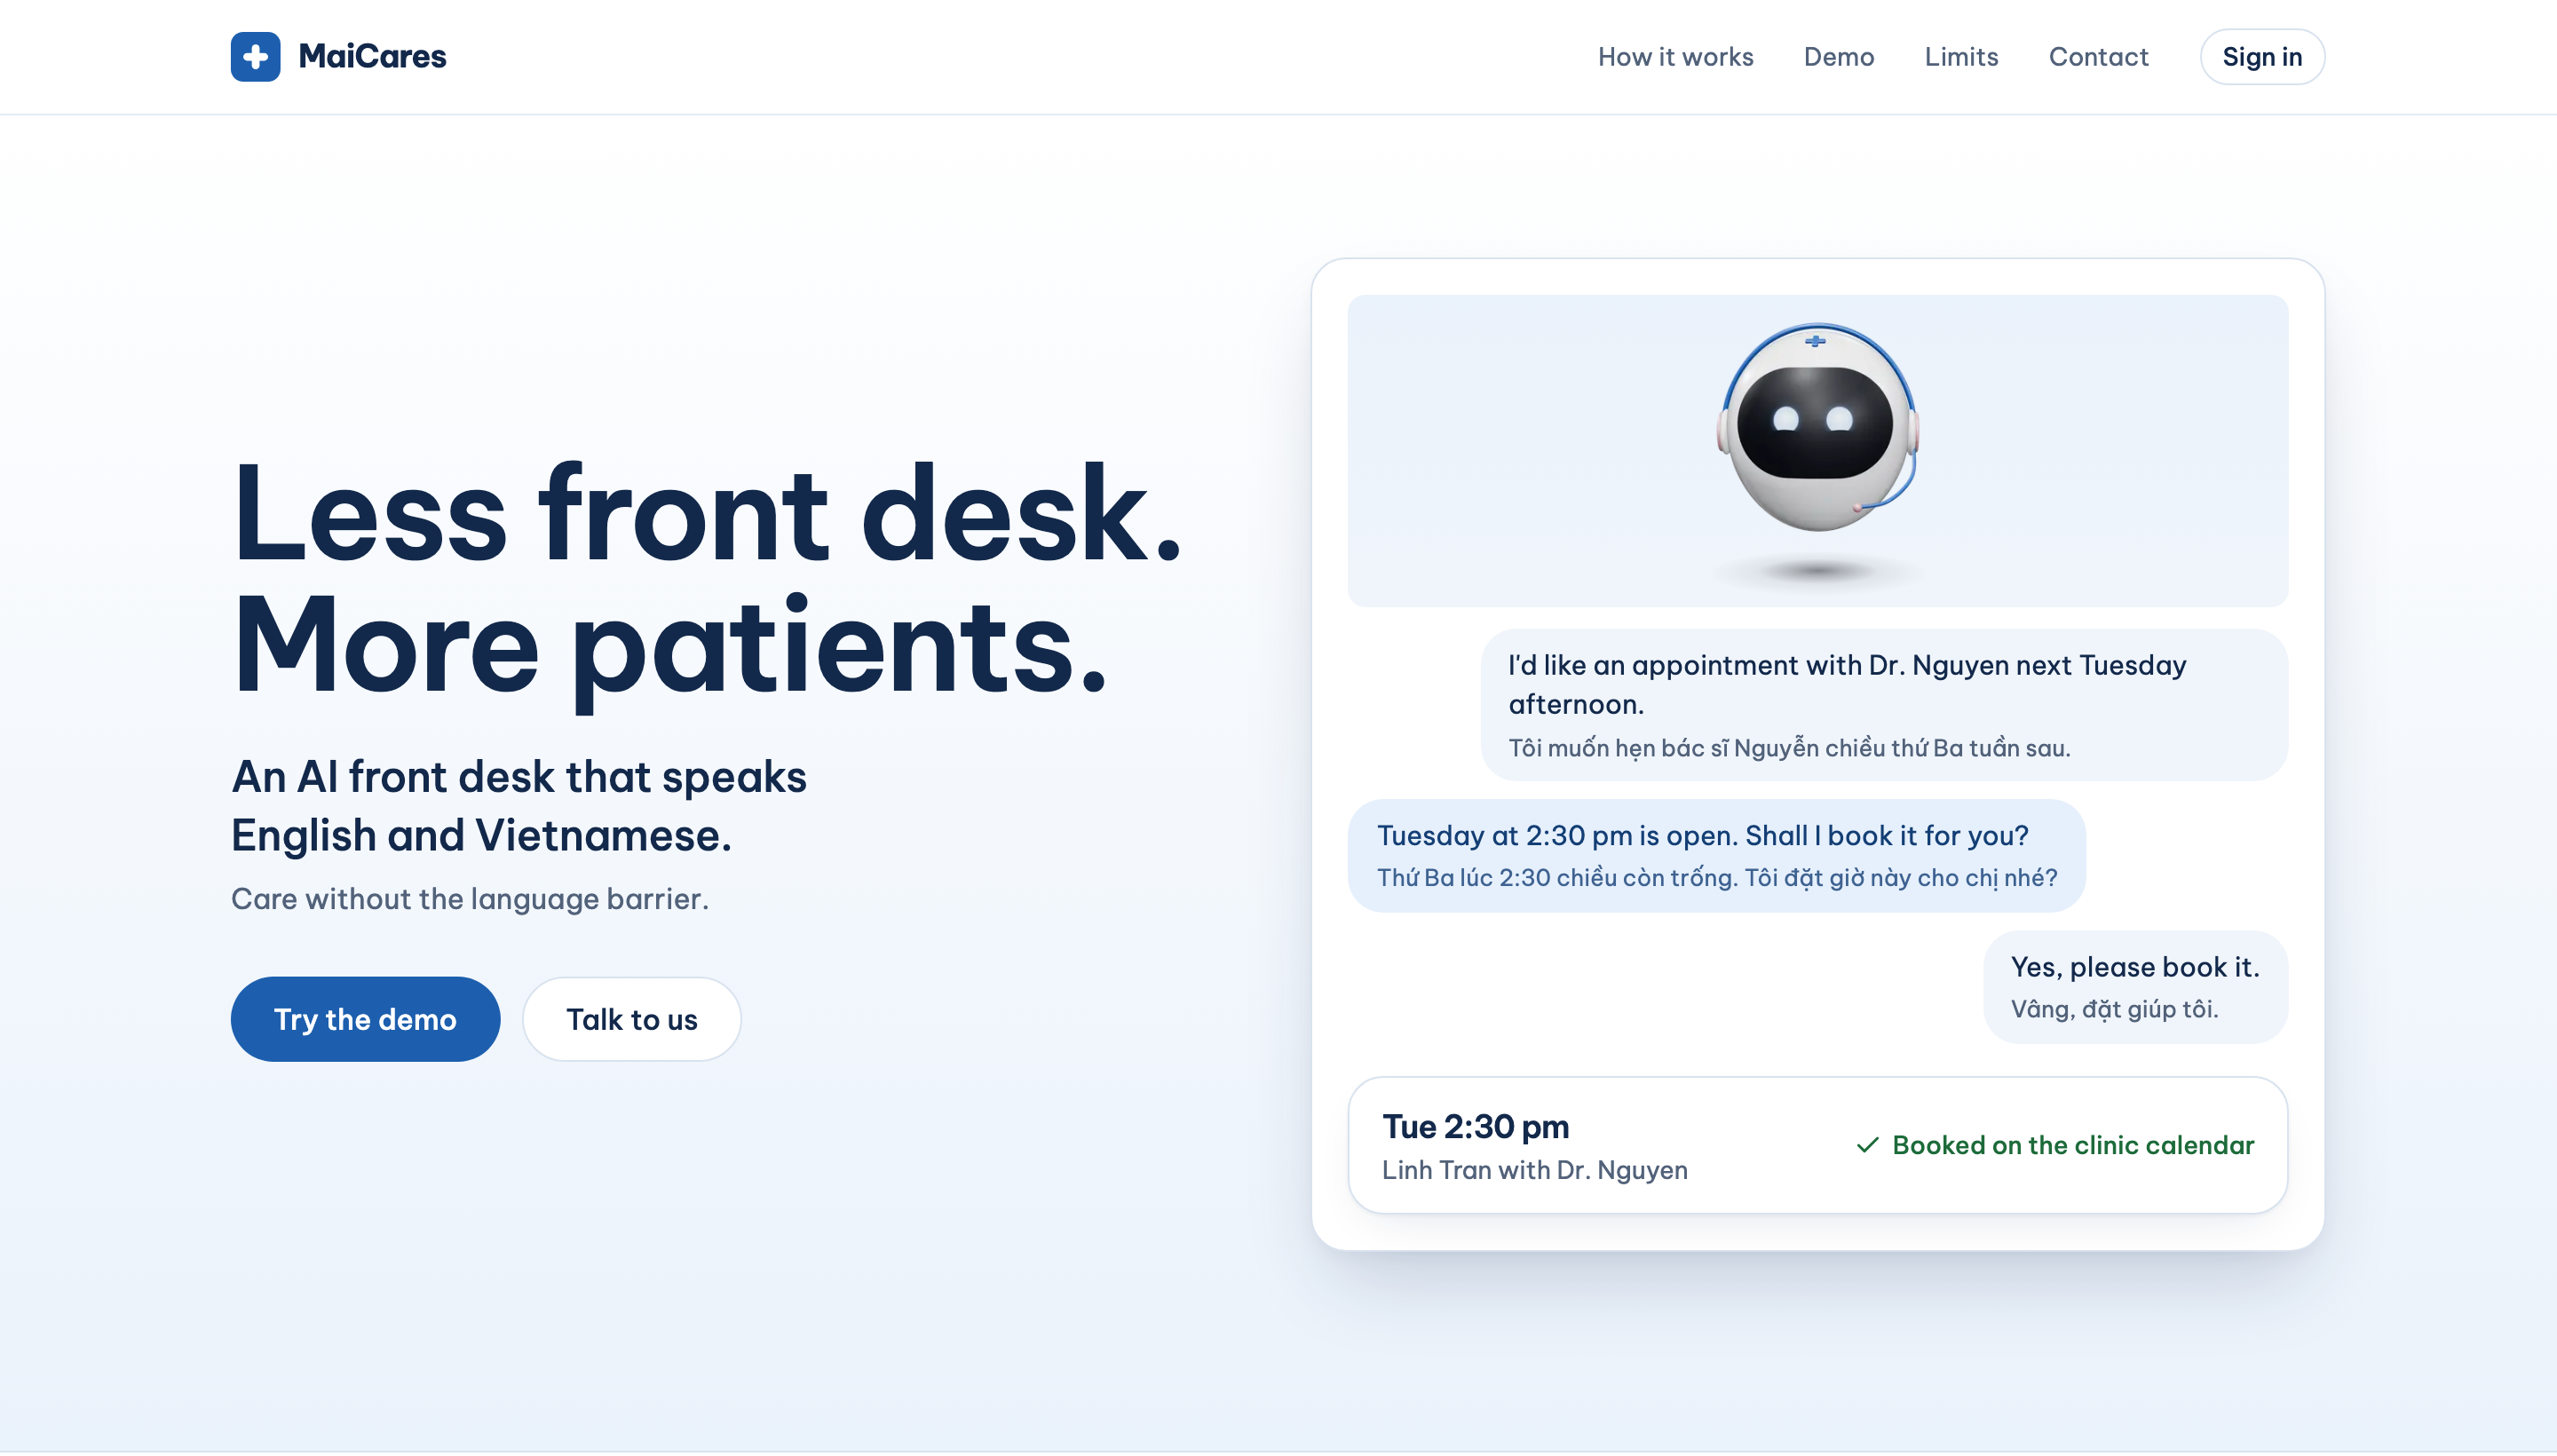 MaiCares
How it works
Demo
Limits
Contact
Sign in
Less front desk.
More patients.
An AI front desk that speaks
English and Vietnamese.
Care without the language barrier.
Try the demo
Talk to us
I'd like an appointment with Dr. Nguyen next Tuesday
afternoon.
Tôi muốn hẹn bác sĩ Nguyễn chiều thứ Ba tuần sau.
Tuesday at 2:30 pm is open. Shall I book it for you?
Thứ Ba lúc 2:30 chiều còn trống. Tôi đặt giờ này cho chị nhé?
Yes, please book it.
Vâng, đặt giúp tôi.
Tue 2:30 pm
Linh Tran with Dr. Nguyen
Booked on the clinic calendar